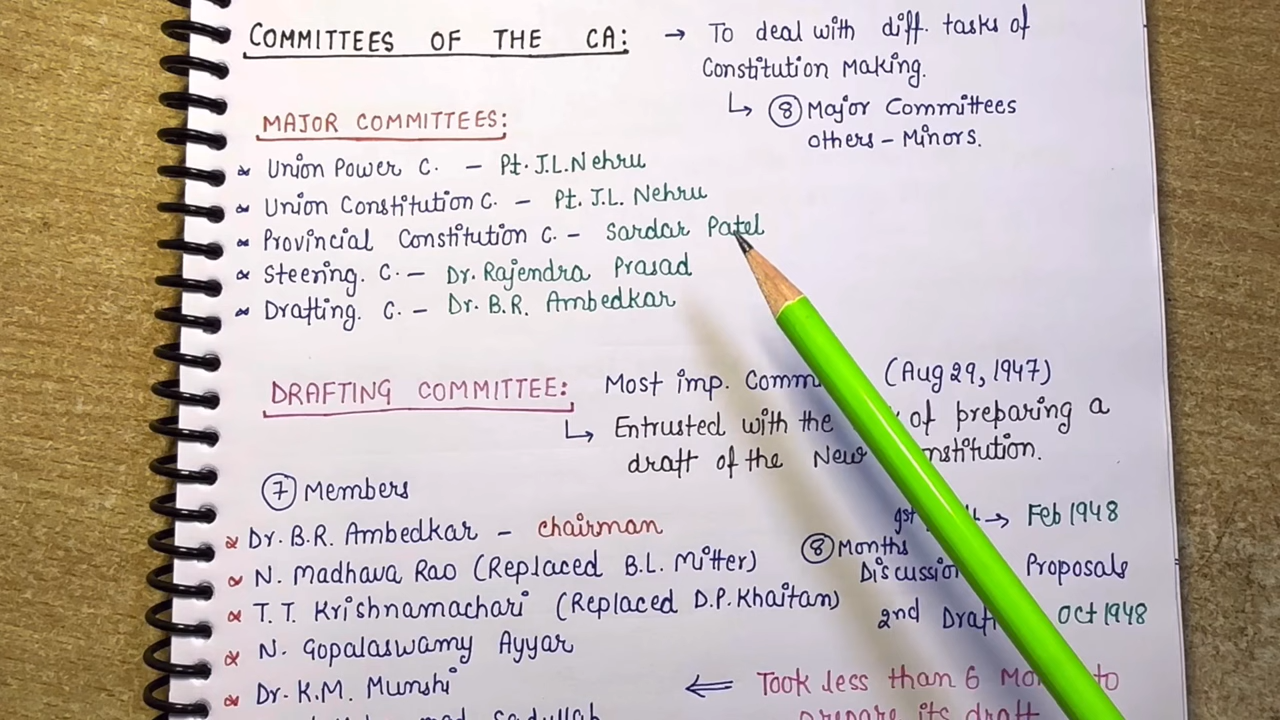 COMMITTEES OF THE CA: → To deal with diff. tasks of
Constitution Making.
↳ ⑧ Major Committees
Others - Minors.
MAJOR COMMITTEES:
Union Power C. - Pt. J.L. Nehru
Union Constitution C. - Pt. J.L. Nehru
Provincial Constitution C. - Sardar Patel
Steering. C. - Dr. Rajendra Prasad
Drafting. C. - Dr. B.R. Ambedkar
DRAFTING COMMITTEE: Most imp. (Aug 29, 1947)
↳ Entrusted with the of preparing a
draft of the New
⑦ Members
Dr. B.R. Ambedkar - Chairman
N. Madhava Rao (Replaced B.L. Mitter)
T. T. Krishnamachari (Replaced D.P. Khaitan)
N. Gopalaswamy Ayyar
Dr. K.M. Munshi
→ Feb 1948
⑧ Months
Discussion Proposals
2nd Oct 1948
⇐ Took less than 6 to
prepare its draft